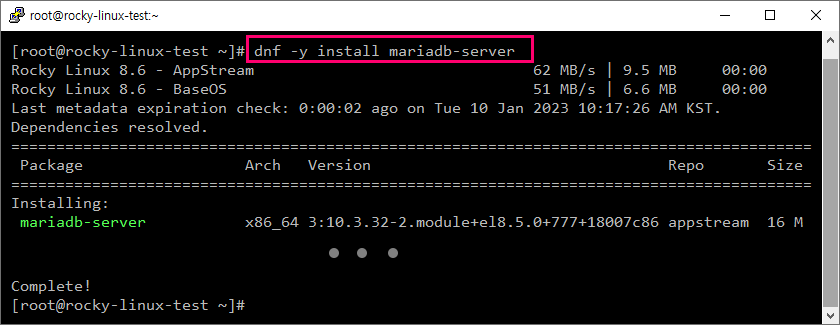 root@rocky-linux-test:~
[root@rocky-linux-test ~]# dnf -y install mariadb-server
Rocky Linux 8.6 - AppStream 62 MB/s | 9.5 MB 00:00
Rocky Linux 8.6 - BaseOS 51 MB/s | 6.6 MB 00:00
Last metadata expiration check: 0:00:02 ago on Tue 10 Jan 2023 10:17:26 AM KST.
Dependencies resolved.
================================================================================
Package Arch Version Repo Size
================================================================================
Installing:
mariadb-server x86_64 3:10.3.32-2.module+el8.5.0+777+18007c86 appstream 16 M
● ● ●
Complete!
[root@rocky-linux-test ~]#